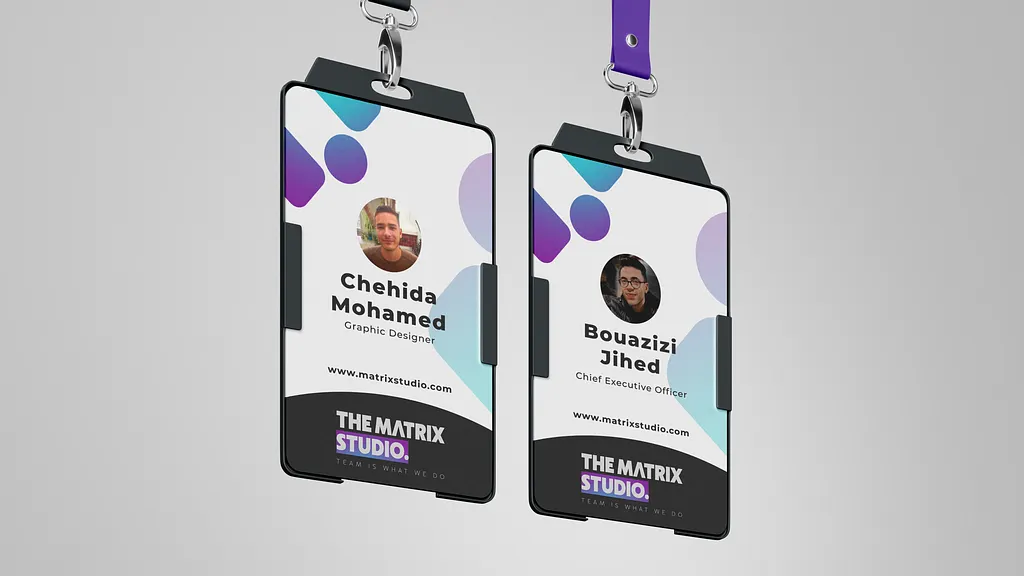 Chehida
Mohamed
Graphic Designer
www.matrixstudio.com
THE MATRIX
STUDIO.
TEAM IS WHAT WE DO
Bouazizi
Jihed
Chief Executive Officer
www.matrixstudio.com
THE MATRIX
STUDIO.
TEAM IS WHAT WE DO